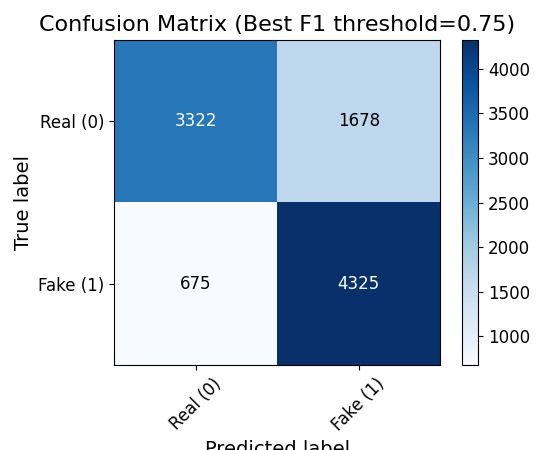 Confusion Matrix (Best F1 threshold=0.75)
True label
Real (0)
3322
1678
Fake (1)
675
4325
Real (0)
Fake (1)
Predicted label
4000
3500
3000
2500
2000
1500
1000